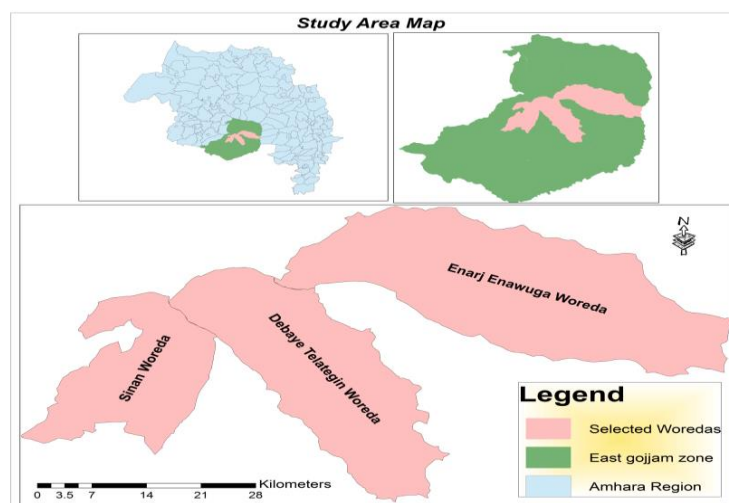 Study Area Map
N
Enarj Enawuga Woreda
Debaye Telategin Woreda
Sinan Woreda
Legend
Selected Woredas
East gojjam zone
Amhara Region
Kilometers
0 3.5 7 14 21 28